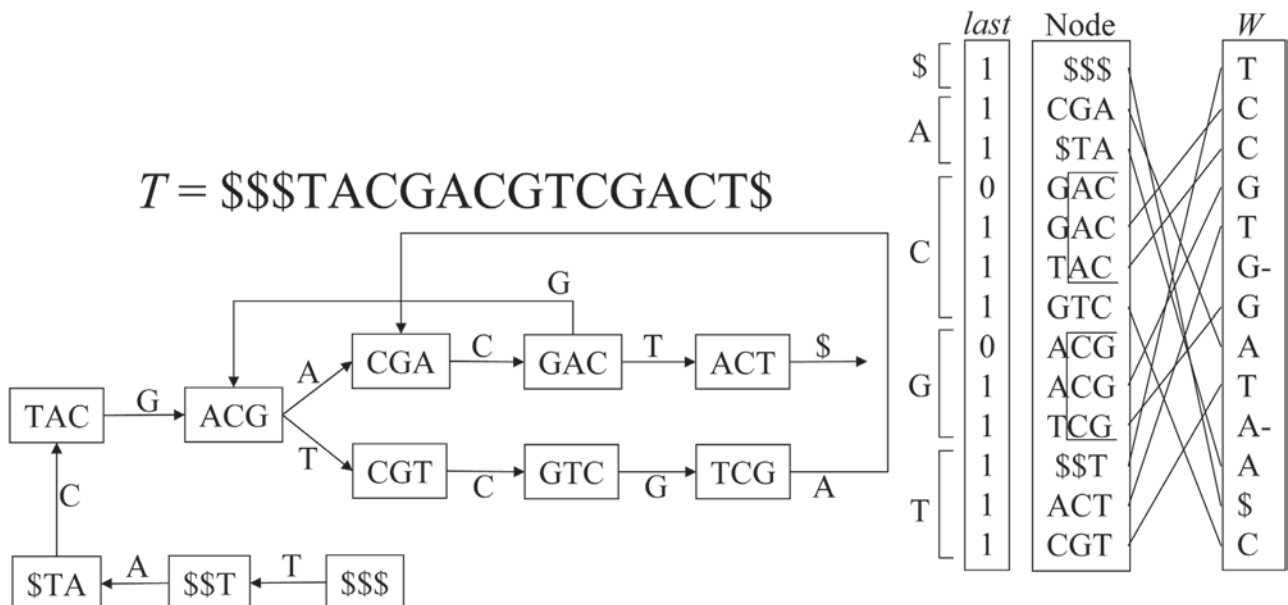 last Node W
$ 1 $$$ T
A 1 CGA C
1 $TA C
C 0 GAC G
1 GAC T
1 TAC G-
1 GTC G
G 0 ACG A
1 ACG T
1 TCG A-
T 1 $$T A
1 ACT $
1 CGT C
T = $$$TACGACGTCGACT$
G
CGA C GAC T ACT $
A
TAC G ACG
T
CGT C GTC G TCG A
C
$TA A $$T T $$$